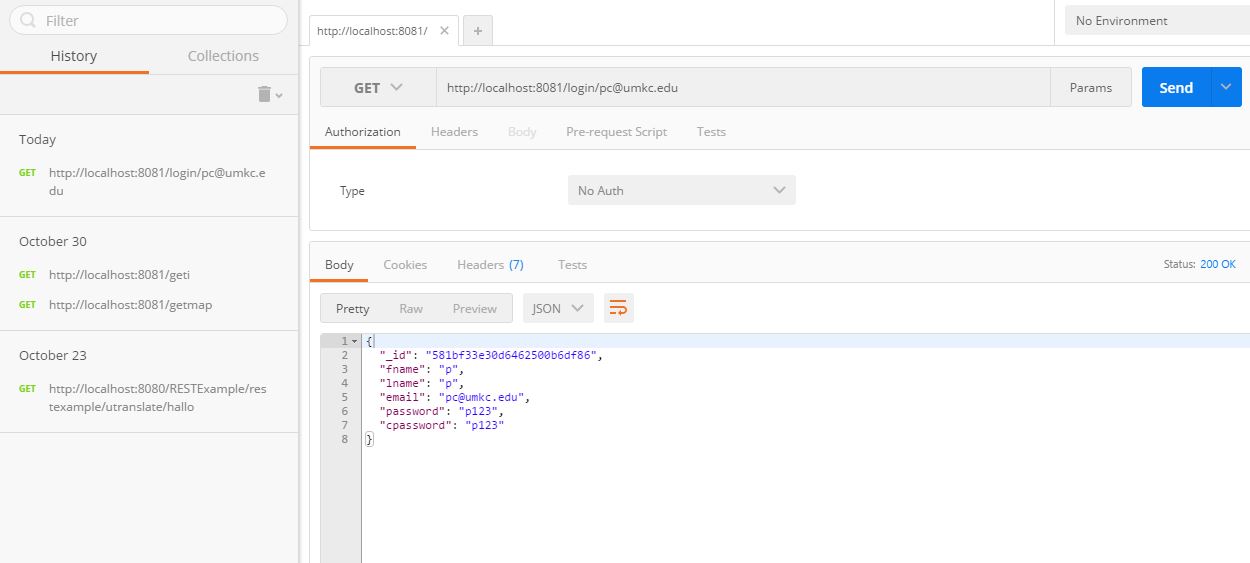 Filter
History
Collections
Today
GET
http://localhost:8081/login/pc@umkc.e
du
October 30
GET
http://localhost:8081/geti
GET
http://localhost:8081/getmap
October 23
GET
http://localhost:8080/RESTExample/res
texample/utranslate/hallo
http://localhost:8081/
No Environment
GET
http://localhost:8081/login/pc@umkc.edu
Params
Send
Authorization
Headers
Body
Pre-request Script
Tests
Type
No Auth
Body
Cookies
Headers (7)
Tests
Status: 200 OK
Pretty
Raw
Preview
JSON
1 {
2 "_id": "581bf33e30d6462500b6df86",
3 "fname": "p",
4 "lname": "p",
5 "email": "pc@umkc.edu",
6 "password": "p123",
7 "cpassword": "p123"
8 }